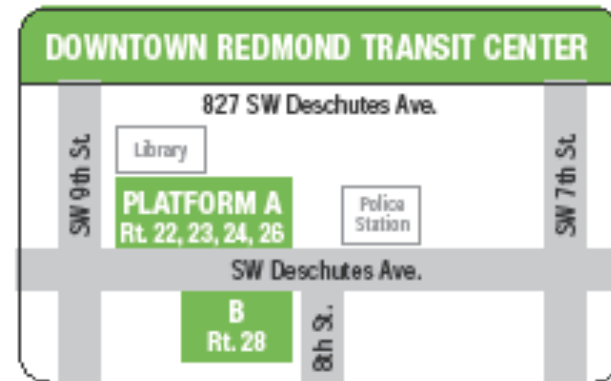 DOWNTOWN REDMOND TRANSIT CENTER
827 SW Deschutes Ave.
SW 9th St.
Library
PLATFORM A
Rt. 22, 23, 24, 26
Police
Station
SW 7th St.
SW Deschutes Ave.
B
Rt. 28
8th St.